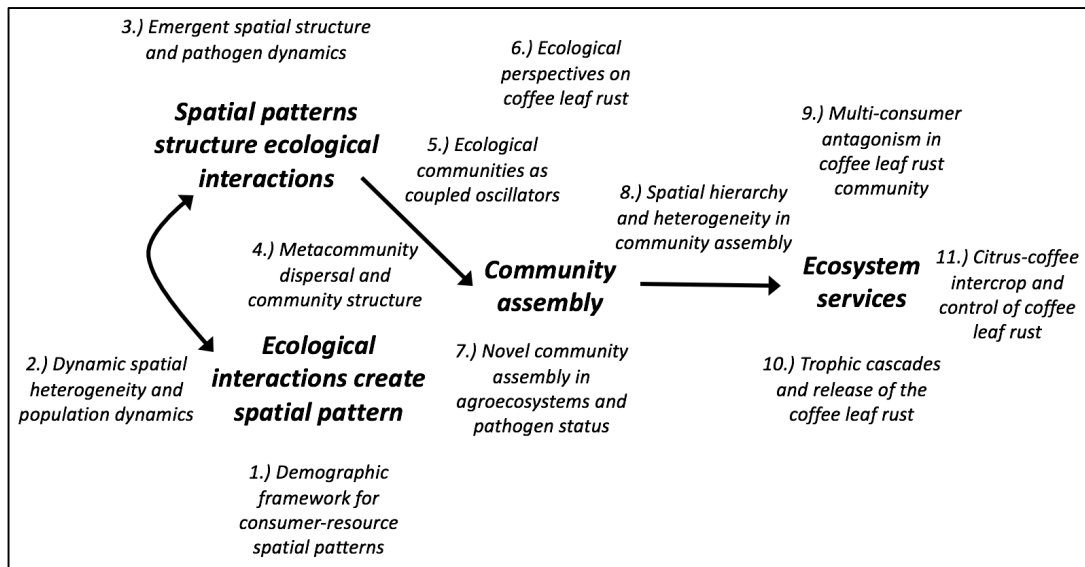 3.) Emergent spatial structure
and pathogen dynamics
Spatial patterns
structure ecological
interactions
6.) Ecological
perspectives on
coffee leaf rust
5.) Ecological
communities as
coupled oscillators
9.) Multi-consumer
antagonism in
coffee leaf rust
community
8.) Spatial hierarchy
and heterogeneity in
community assembly
4.) Metacommunity
dispersal and
community structure
Community
assembly
Ecosystem
services
11.) Citrus-coffee
intercrop and
control of coffee
leaf rust
2.) Dynamic spatial
heterogeneity and
population dynamics
Ecological
interactions create
spatial pattern
7.) Novel community
assembly in
agroecosystems and
pathogen status
10.) Trophic cascades
and release of the
coffee leaf rust
1.) Demographic
framework for
consumer-resource
spatial patterns